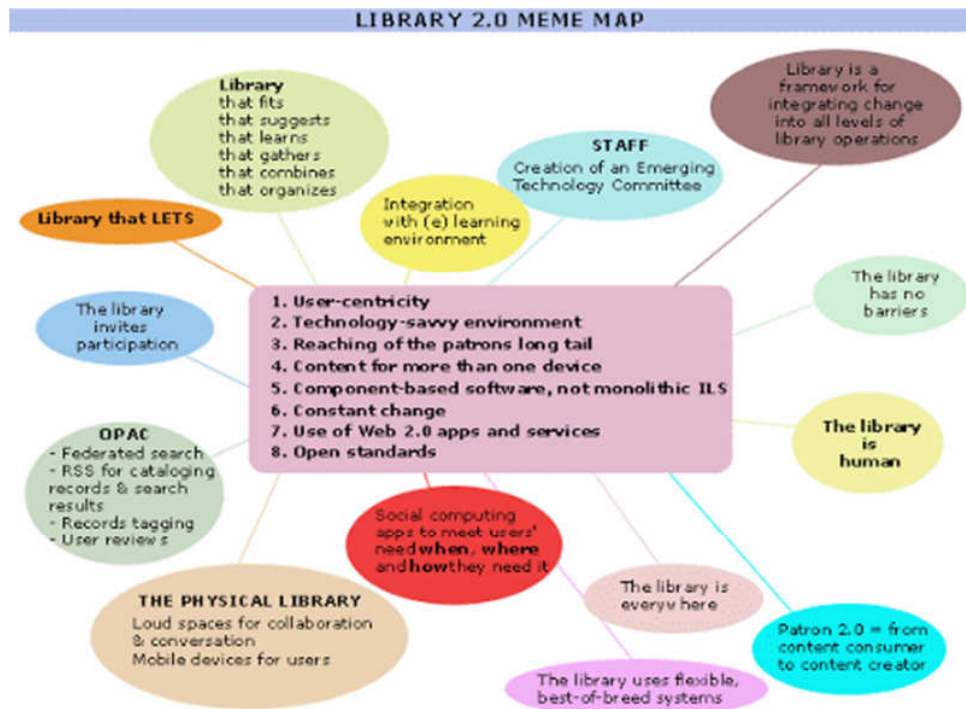 LIBRARY 2.0 MEME MAP
Library
that fits
that suggests
that learns
that gathers
that combines
that organizes
Library is a
framework for
integrating change
into all levels of
library operations
STAFF
Creation of an Emerging
Technology Committee
Integration
with (e) learning
environment
Library that LETS
The library
invites
participation
The library
has no
barriers
1. User-centricity
2. Technology-savvy environment
3. Reaching of the patrons long tail
4. Content for more than one device
5. Component-based software, not monolithic ILS
6. Constant change
7. Use of Web 2.0 apps and services
8. Open standards
The library
is
human
OPAC
- Federated search
- RSS for cataloging
records & search
results
- Records tagging
- User reviews
Social computing
apps to meet users'
need when, where
and how they need it
THE PHYSICAL LIBRARY
Loud spaces for collaboration
& conversation
Mobile devices for users
The library is
everywhere
Patron 2.0 = from
content consumer
to content creator
The library uses flexible,
best-of-breed systems